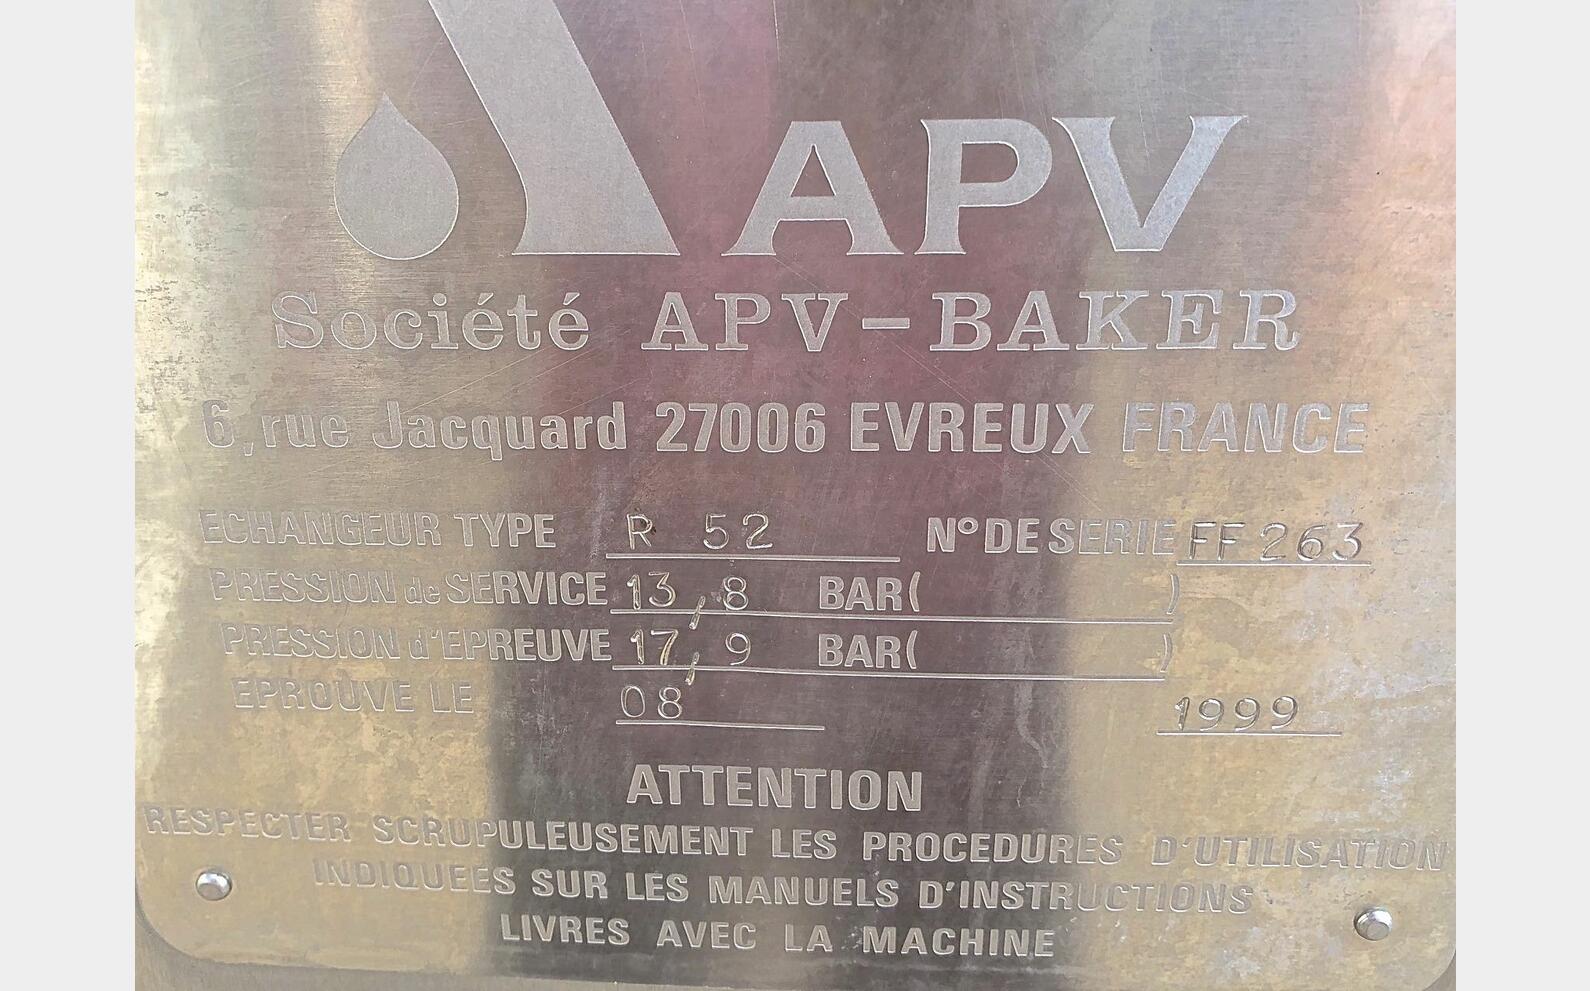 APV
Société APV-BAKER
6, rue Jacquard 27006 EVREUX FRANCE
ECHANGEUR TYPE R 52 N° DE SERIE FF 263
PRESSION de SERVICE 13,8 BAR( )
PRESSION d'EPREUVE 17,9 BAR( )
EPROUVE LE 08 1999
ATTENTION
RESPECTER SCRUPULEUSEMENT LES PROCEDURES D'UTILISATION
INDIQUEES SUR LES MANUELS D'INSTRUCTIONS
LIVRES AVEC LA MACHINE